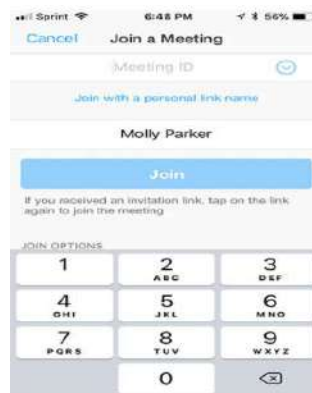 Sprint 6:48 PM 56%
Cancel Join a Meeting
Meeting ID
Join with a personal link name
Molly Parker
Join
If you received an invitation link, tap on the link
again to join the meeting
JOIN OPTIONS
1 2 3
ABC DEF
4 5 6
GHI JKL MNO
7 8 9
PQRS TUV WXYZ
0